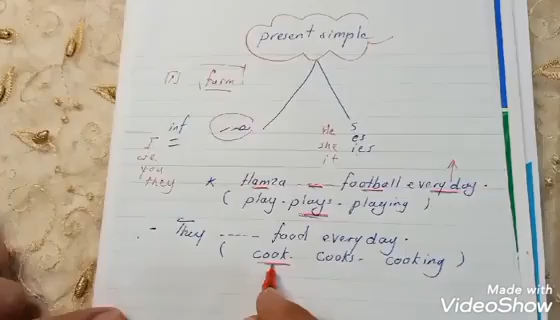 present simple
1 form
inf he s
I she es
we it ies
you
they
* Hamza ---- football every day.
( play - plays - playing )
- They ----- food every day.
( cook. cooks - cooking )
Made with
VideoShow